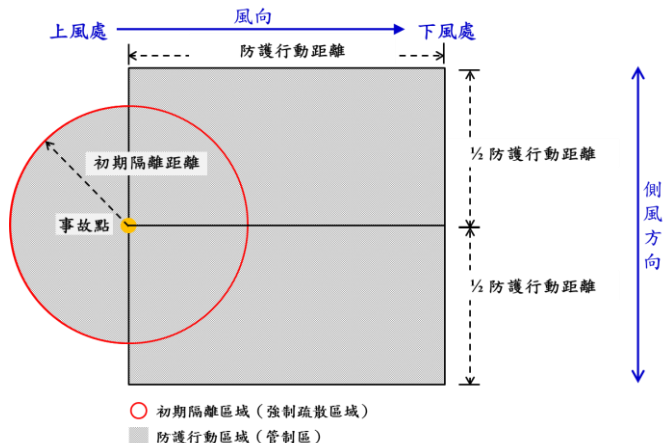 風向
上風處
下風處
防護行動距離
初期隔離距離
½ 防護行動距離
事故點
½ 防護行動距離
側風方向
初期隔離區域（強制疏散區域）
防護行動區域（管制區）